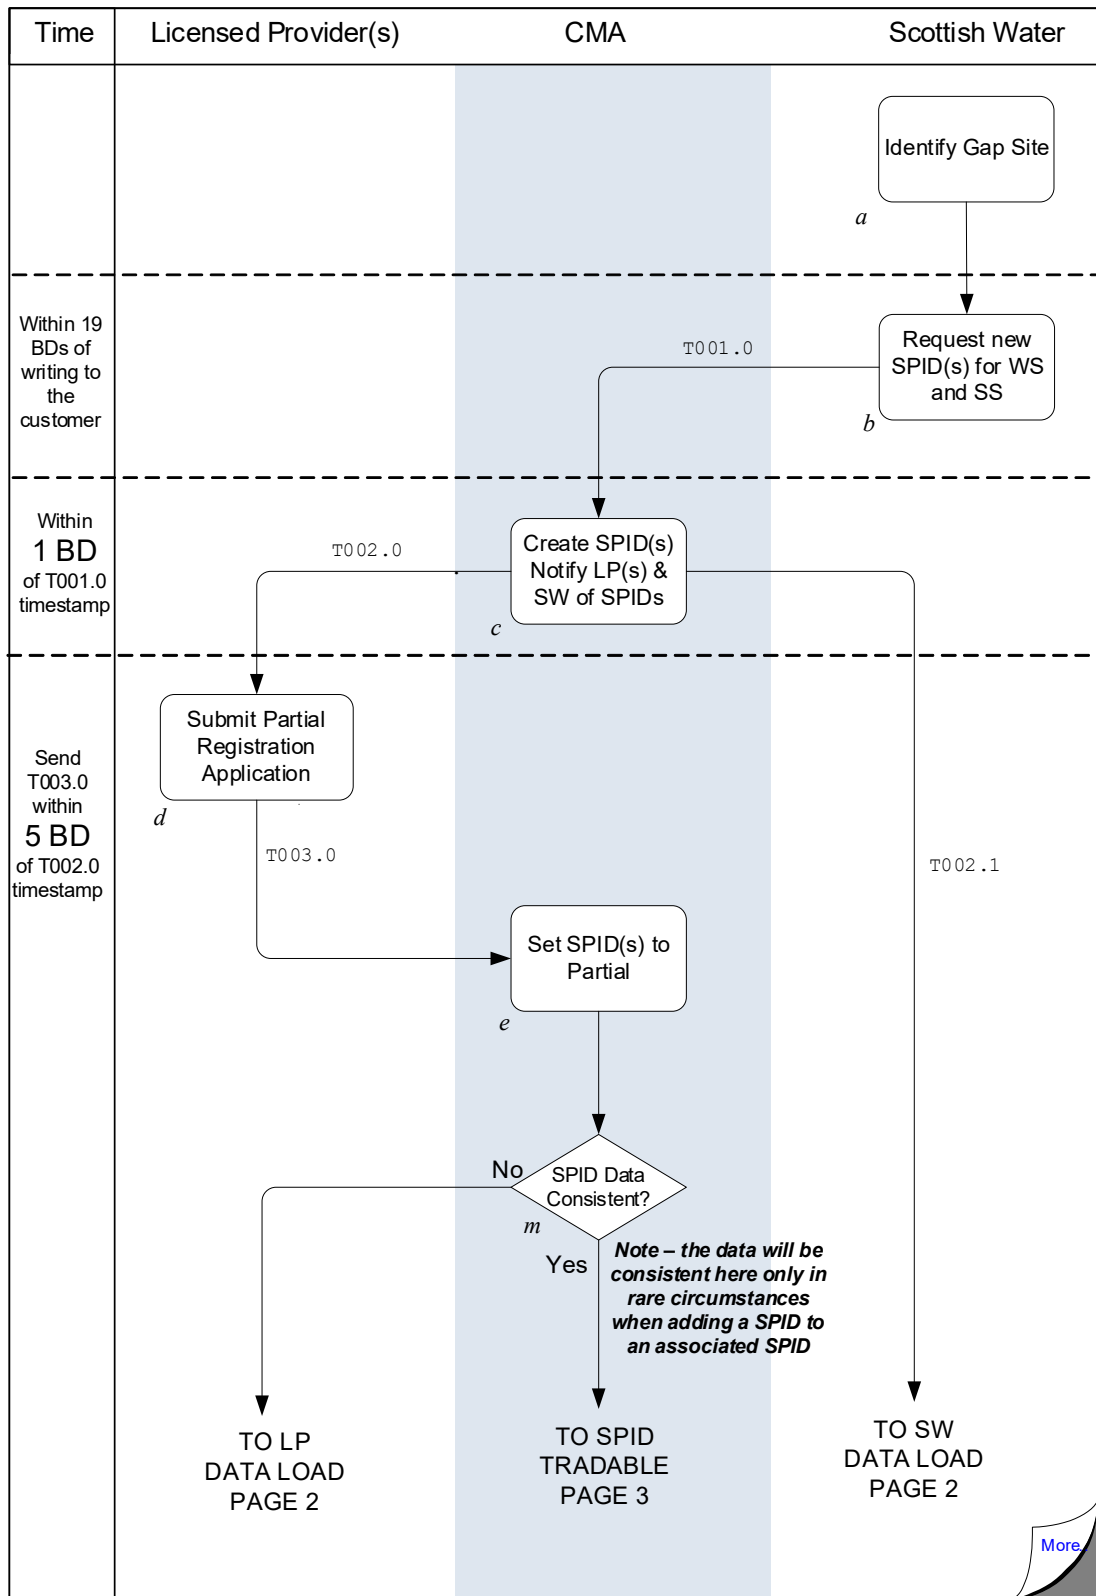 Time
Licensed Provider(s)
CMA
Scottish Water
Identify Gap Site
a
Within 19
BDs of
writing to
the
customer
T001.0
Request new
SPID(s) for WS
and SS
b
Within
1 BD
of T001.0
timestamp
T002.0
Create SPID(s)
Notify LP(s) &
SW of SPIDs
c
Send
T003.0
within
5 BD
of T002.0
timestamp
Submit Partial
Registration
Application
d
T003.0
T002.1
Set SPID(s) to
Partial
e
No
SPID Data
Consistent?
m
Yes
Note – the data will be
consistent here only in
rare circumstances
when adding a SPID to
an associated SPID
TO LP
DATA LOAD
PAGE 2
TO SPID
TRADABLE
PAGE 3
TO SW
DATA LOAD
PAGE 2
More..